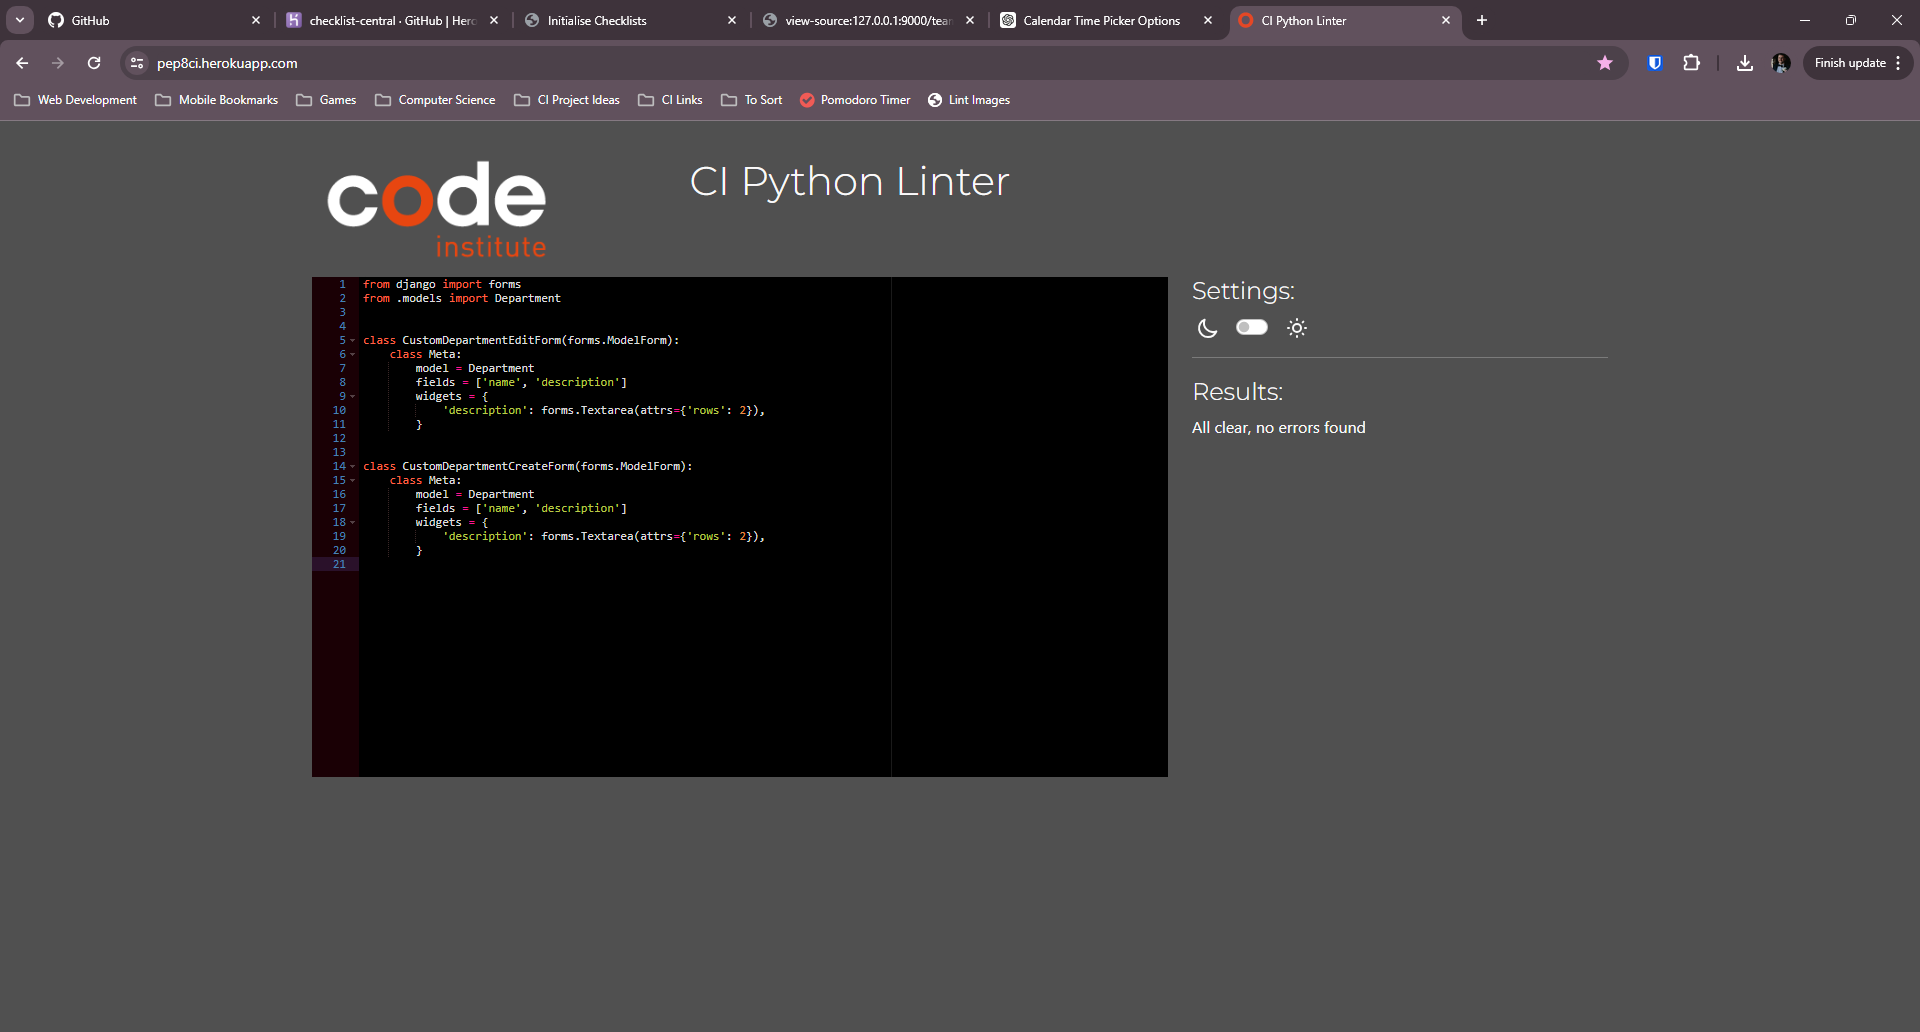 GitHub
checklist-central · GitHub | Hero
Initialise Checklists
view-source:127.0.0.1:9000/tear
Calendar Time Picker Options
CI Python Linter
pep8ci.herokuapp.com
Finish update
Web Development
Mobile Bookmarks
Games
Computer Science
CI Project Ideas
CI Links
To Sort
Pomodoro Timer
Lint Images
code
institute
CI Python Linter
1 from django import forms
2 from .models import Department
3
4
5 class CustomDepartmentEditForm(forms.ModelForm):
6     class Meta:
7         model = Department
8         fields = ['name', 'description']
9         widgets = {
10             'description': forms.Textarea(attrs={'rows': 2}),
11         }
12
13
14 class CustomDepartmentCreateForm(forms.ModelForm):
15     class Meta:
16         model = Department
17         fields = ['name', 'description']
18         widgets = {
19             'description': forms.Textarea(attrs={'rows': 2}),
20         }
21
Settings:
Results:
All clear, no errors found